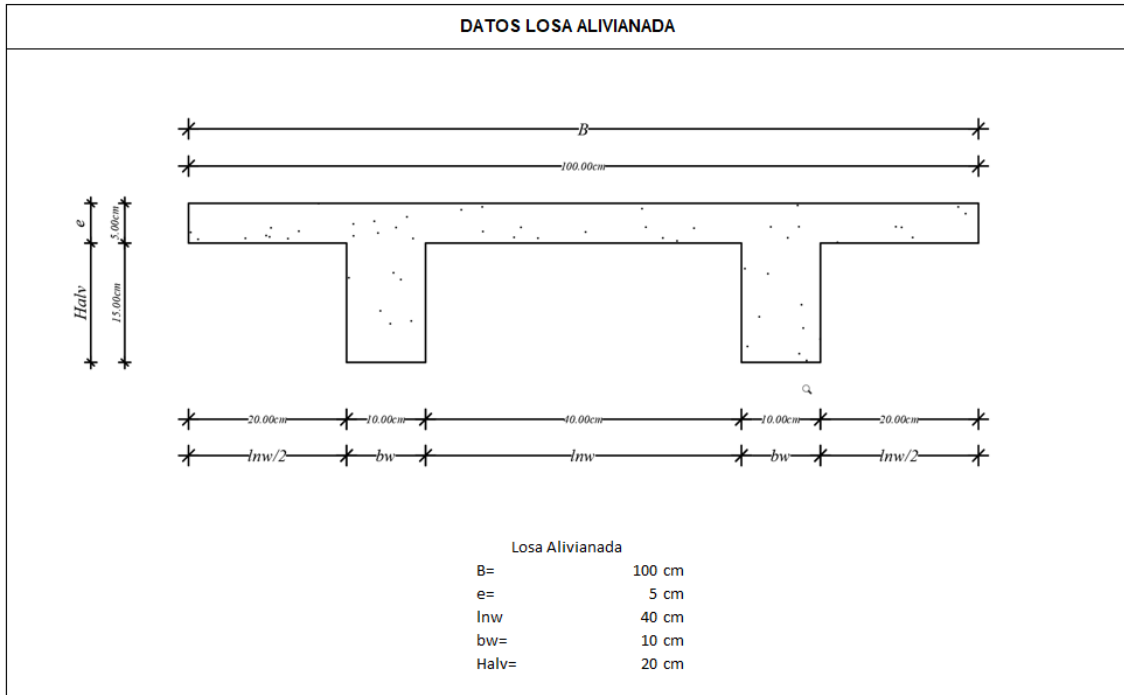 DATOS LOSA ALIVIANADA
B
100.00cm
e
5.00cm
Halv
15.00cm
20.00cm 10.00cm 40.00cm 10.00cm 20.00cm
lnw/2 bw lnw bw lnw/2
Losa Alivianada
B= 100 cm
e= 5 cm
lnw 40 cm
bw= 10 cm
Halv= 20 cm